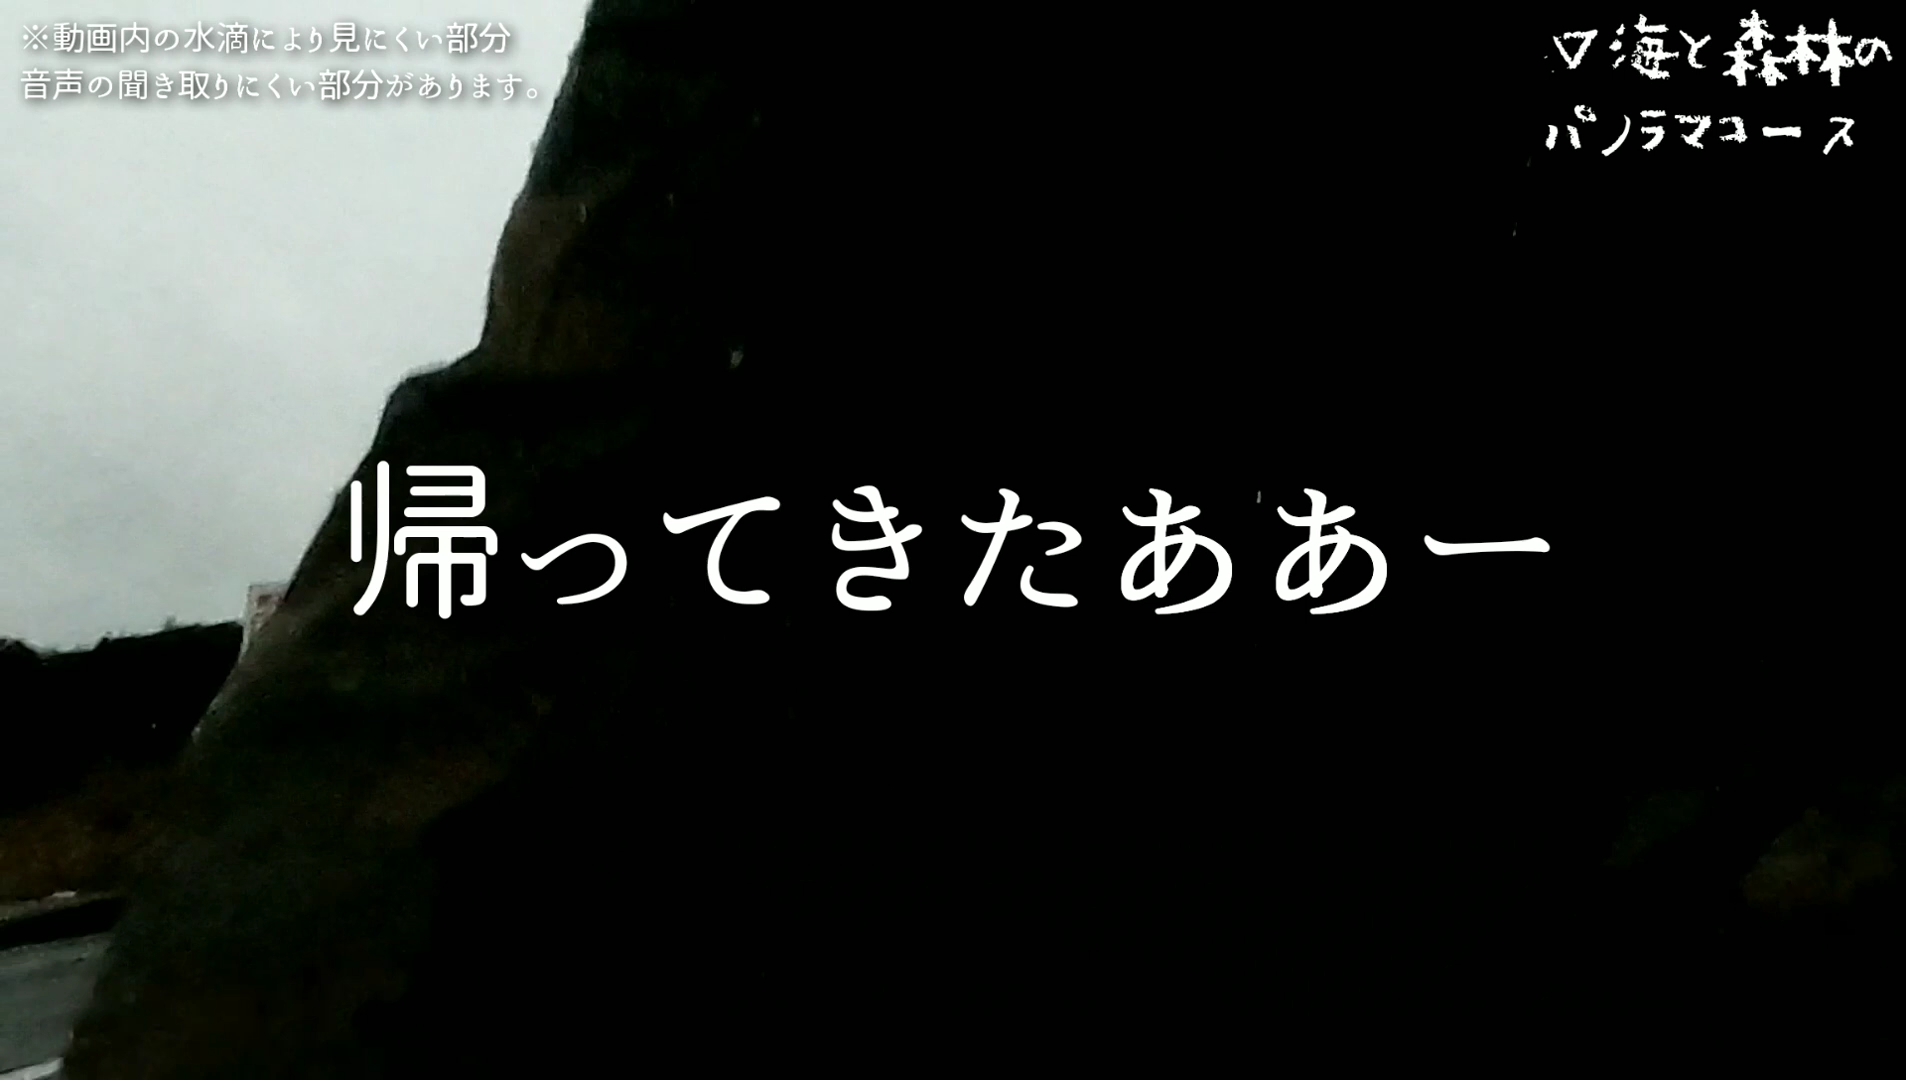 ※動画内の水滴により見にくい部分
音声の聞き取りにくい部分があります。
▽海と森林の
パノラマコース
帰ってきたああー